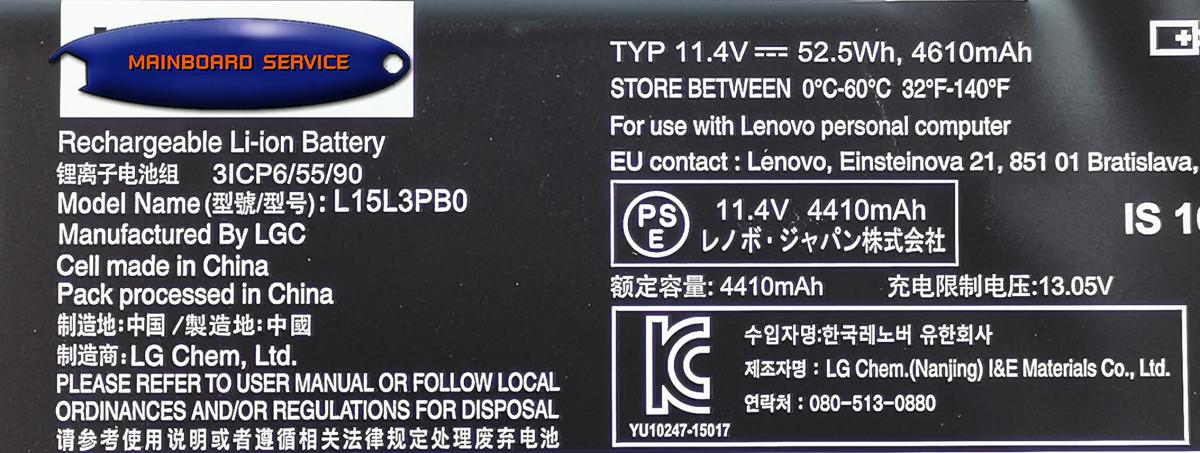 MAINBOARD SERVICE
Rechargeable Li-ion Battery
锂离子电池组 3ICP6/55/90
Model Name(型號/型号): L15L3PB0
Manufactured By LGC
Cell made in China
Pack processed in China
制造地:中国 /製造地:中國
制造商: LG Chem, Ltd.
PLEASE REFER TO USER MANUAL OR FOLLOW LOCAL
ORDINANCES AND/OR REGULATIONS FOR DISPOSAL
请参考使用说明或者遵循相关法律规定处理废弃电池
TYP 11.4V⎓ 52.5Wh, 4610mAh
STORE BETWEEN 0°C-60°C 32°F-140°F
For use with Lenovo personal computer
EU contact : Lenovo, Einsteinova 21, 851 01 Bratislava,
PS
E
11.4V 4410mAh
レノボ・ジャパン株式会社
IS 1
额定容量: 4410mAh 充电限制电压:13.05V
수입자명:한국레노버 유한회사
제조자명 : LG Chem.(Nanjing) I&E Materials Co., Ltd.
연락처 : 080-513-0880
YU10247-15017